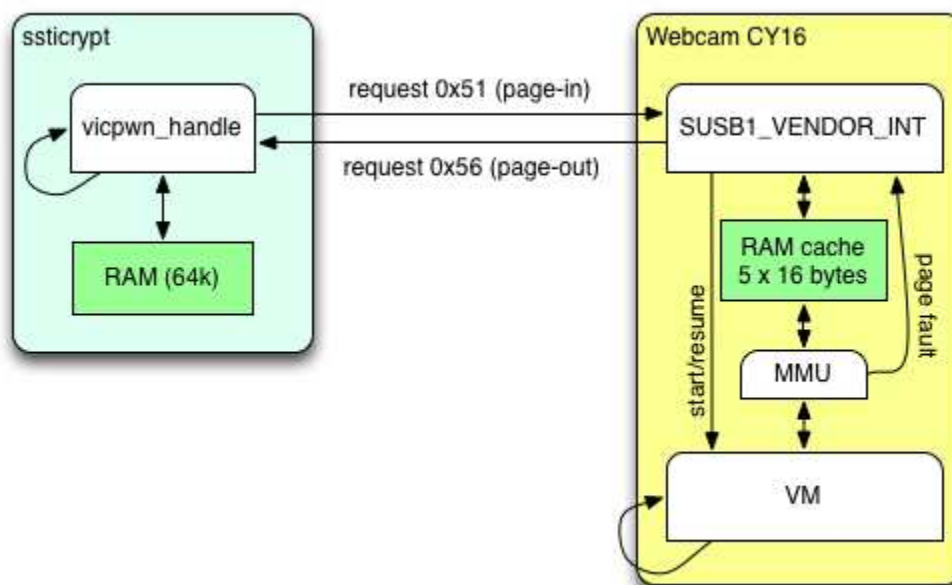 ssticrypt
Webcam CY16
request 0x51 (page-in)
vicpwn_handle
SUSB1_VENDOR_INT
request 0x56 (page-out)
RAM (64k)
RAM cache
5 x 16 bytes
page fault
start/resume
MMU
VM